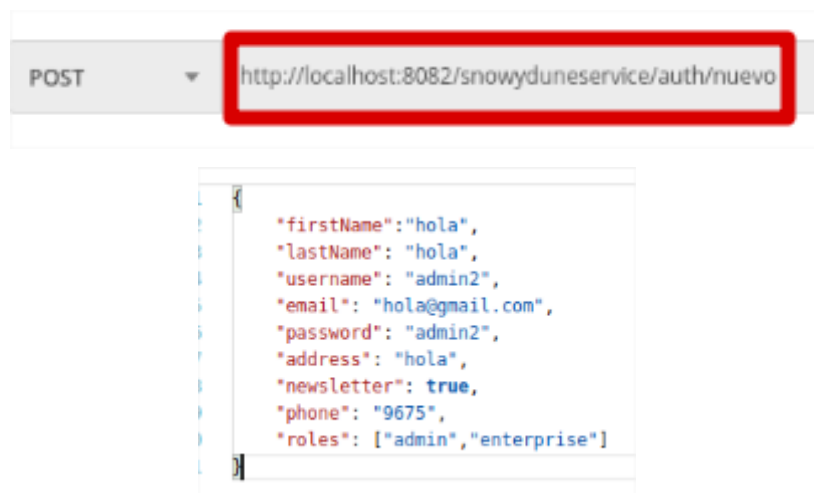 POST
http://localhost:8082/snowyduneservice/auth/nuevo
{
"firstName":"hola",
"lastName": "hola",
"username": "admin2",
"email": "hola@gmail.com",
"password": "admin2",
"address": "hola",
"newsletter": true,
"phone": "9675",
"roles": ["admin","enterprise"]
}